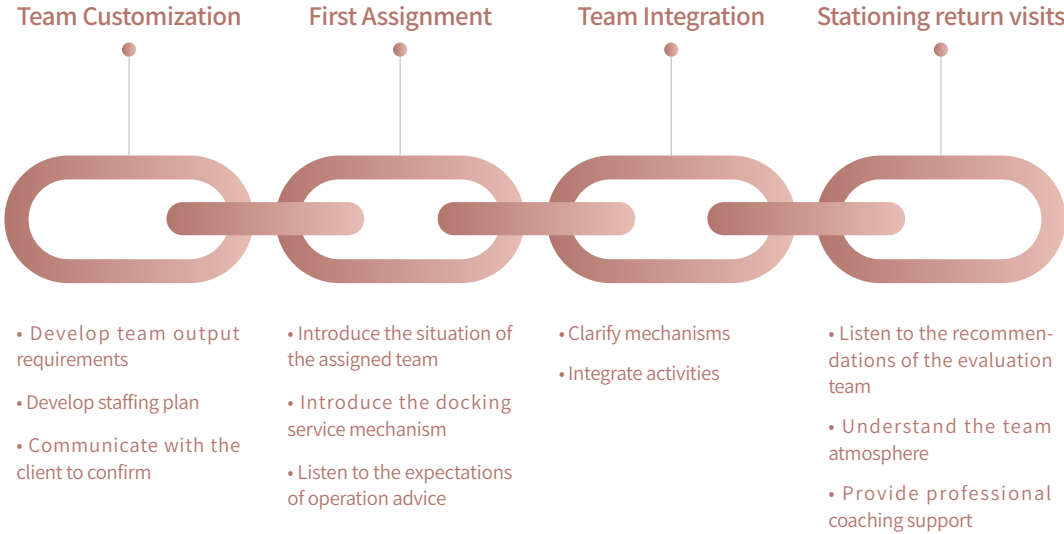 Team Customization
First Assignment
Team Integration
Stationing return visits
• Develop team output
requirements
• Develop staffing plan
• Communicate with the
client to confirm
• Introduce the situation of
the assigned team
• Introduce the docking
service mechanism
• Listen to the expectations
of operation advice
• Clarify mechanisms
• Integrate activities
• Listen to the recommen-
dations of the evaluation
team
• Understand the team
atmosphere
• Provide professional
coaching support